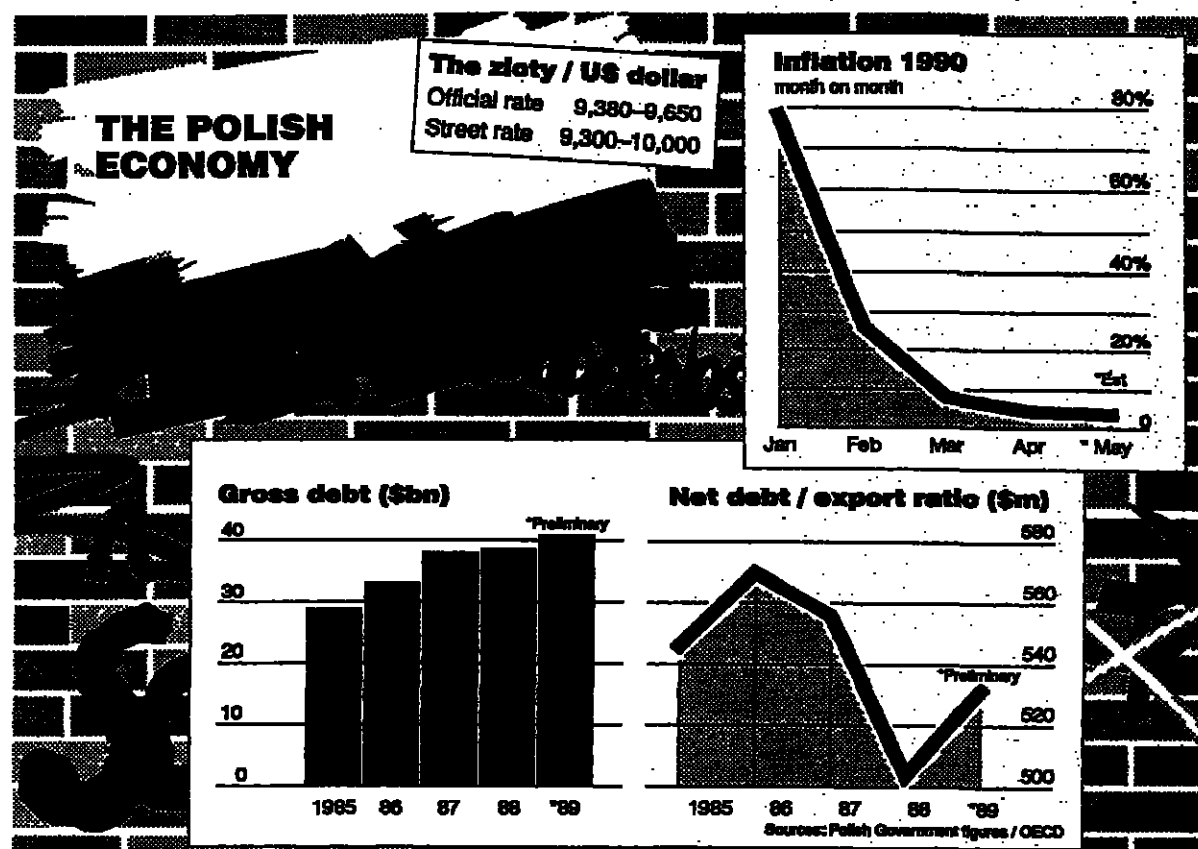 THE POLISH
ECONOMY
The zloty / US dollar
Official rate 9,380–9,650
Street rate 9,300–10,000
Inflation 1990
month on month
80%
60%
40%
20%
*Est
0
Jan Feb Mar Apr * May
Gross debt ($bn)
*Preliminary
40
30
20
10
0
1985 86 87 88 *89
Net debt / export ratio ($m)
580
560
540
*Preliminary
520
500
1985 86 87 88 *89
Sources: Polish Government figures / OECD